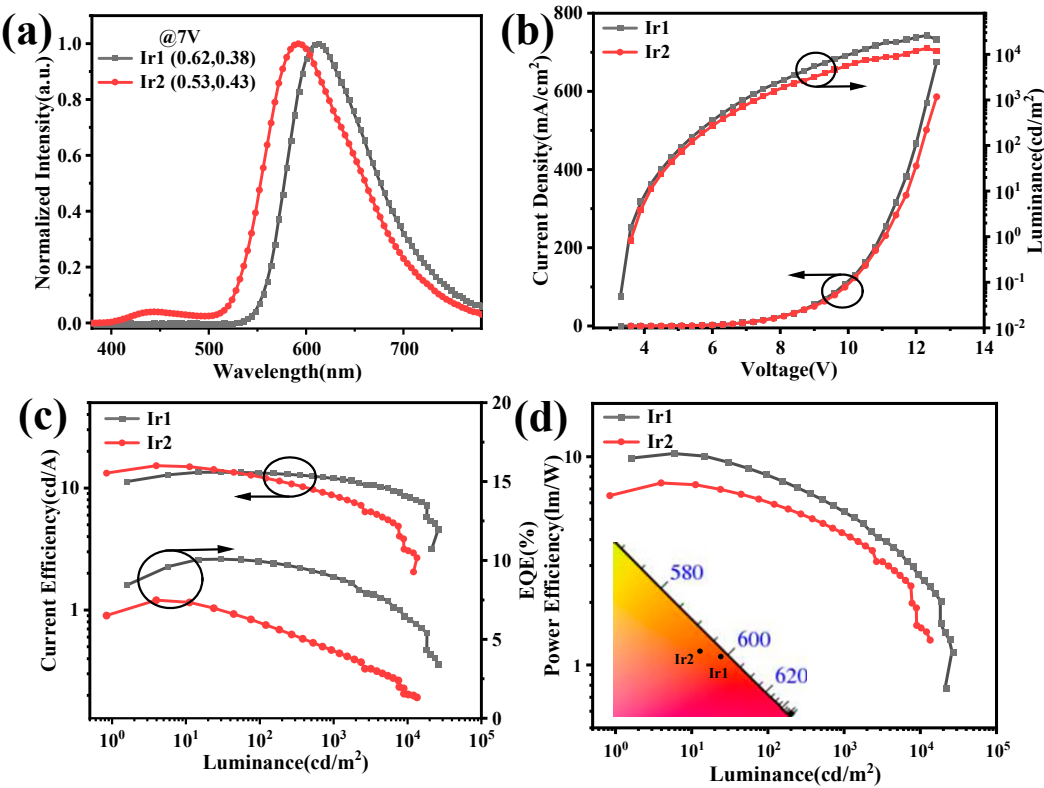 (a)
@7V
Ir1 (0.62,0.38)
Ir2 (0.53,0.43)
Normalized Intensity(a.u.)
1.0
0.8
0.6
0.4
0.2
0.0
400 500 600 700
Wavelength(nm)
(b)
Ir1
Ir2
Current Density(mA/cm²)
800
600
400
200
0
4 6 8 10 12 14
Voltage(V)
10⁴
10³
10²
10¹
10⁰
10⁻¹
10⁻²
Luminance(cd/m²)
(c)
Ir1
Ir2
Current Efficiency(cd/A)
10
1
20
15
10
5
0
EQE(%)
10⁰ 10¹ 10² 10³ 10⁴ 10⁵
Luminance(cd/m²)
(d)
Ir1
Ir2
Power Efficiency(lm/W)
10
1
580
600
620
Ir2
Ir1
10⁰ 10¹ 10² 10³ 10⁴ 10⁵
Luminance(cd/m²)